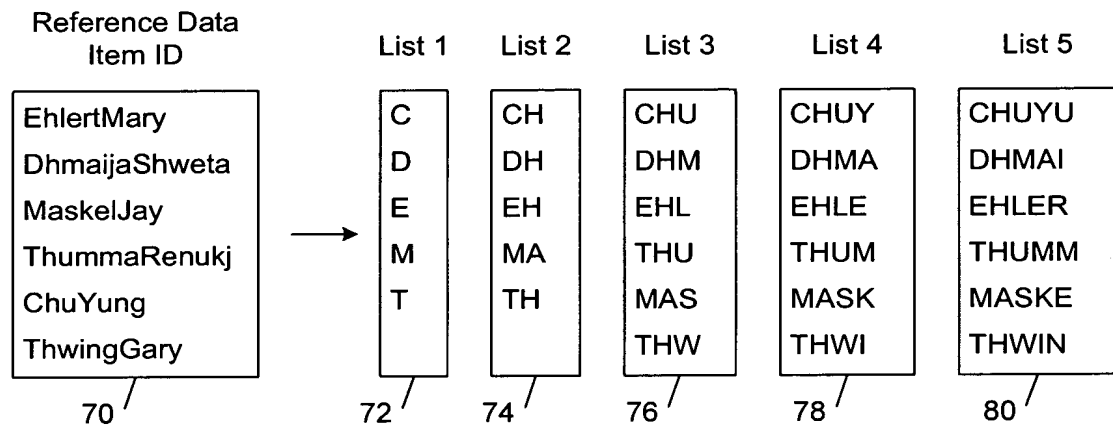 Reference Data
Item ID
List 1
List 2
List 3
List 4
List 5
EhlertMary
DhmaijaShweta
MaskelJay
ThummaRenukj
ChuYung
ThwingGary
C
D
E
M
T
CH
DH
EH
MA
TH
CHU
DHM
EHL
THU
MAS
THW
CHUY
DHMA
EHLE
THUM
MASK
THWI
CHUYU
DHMAI
EHLER
THUMM
MASKE
THWIN
70
72
74
76
78
80